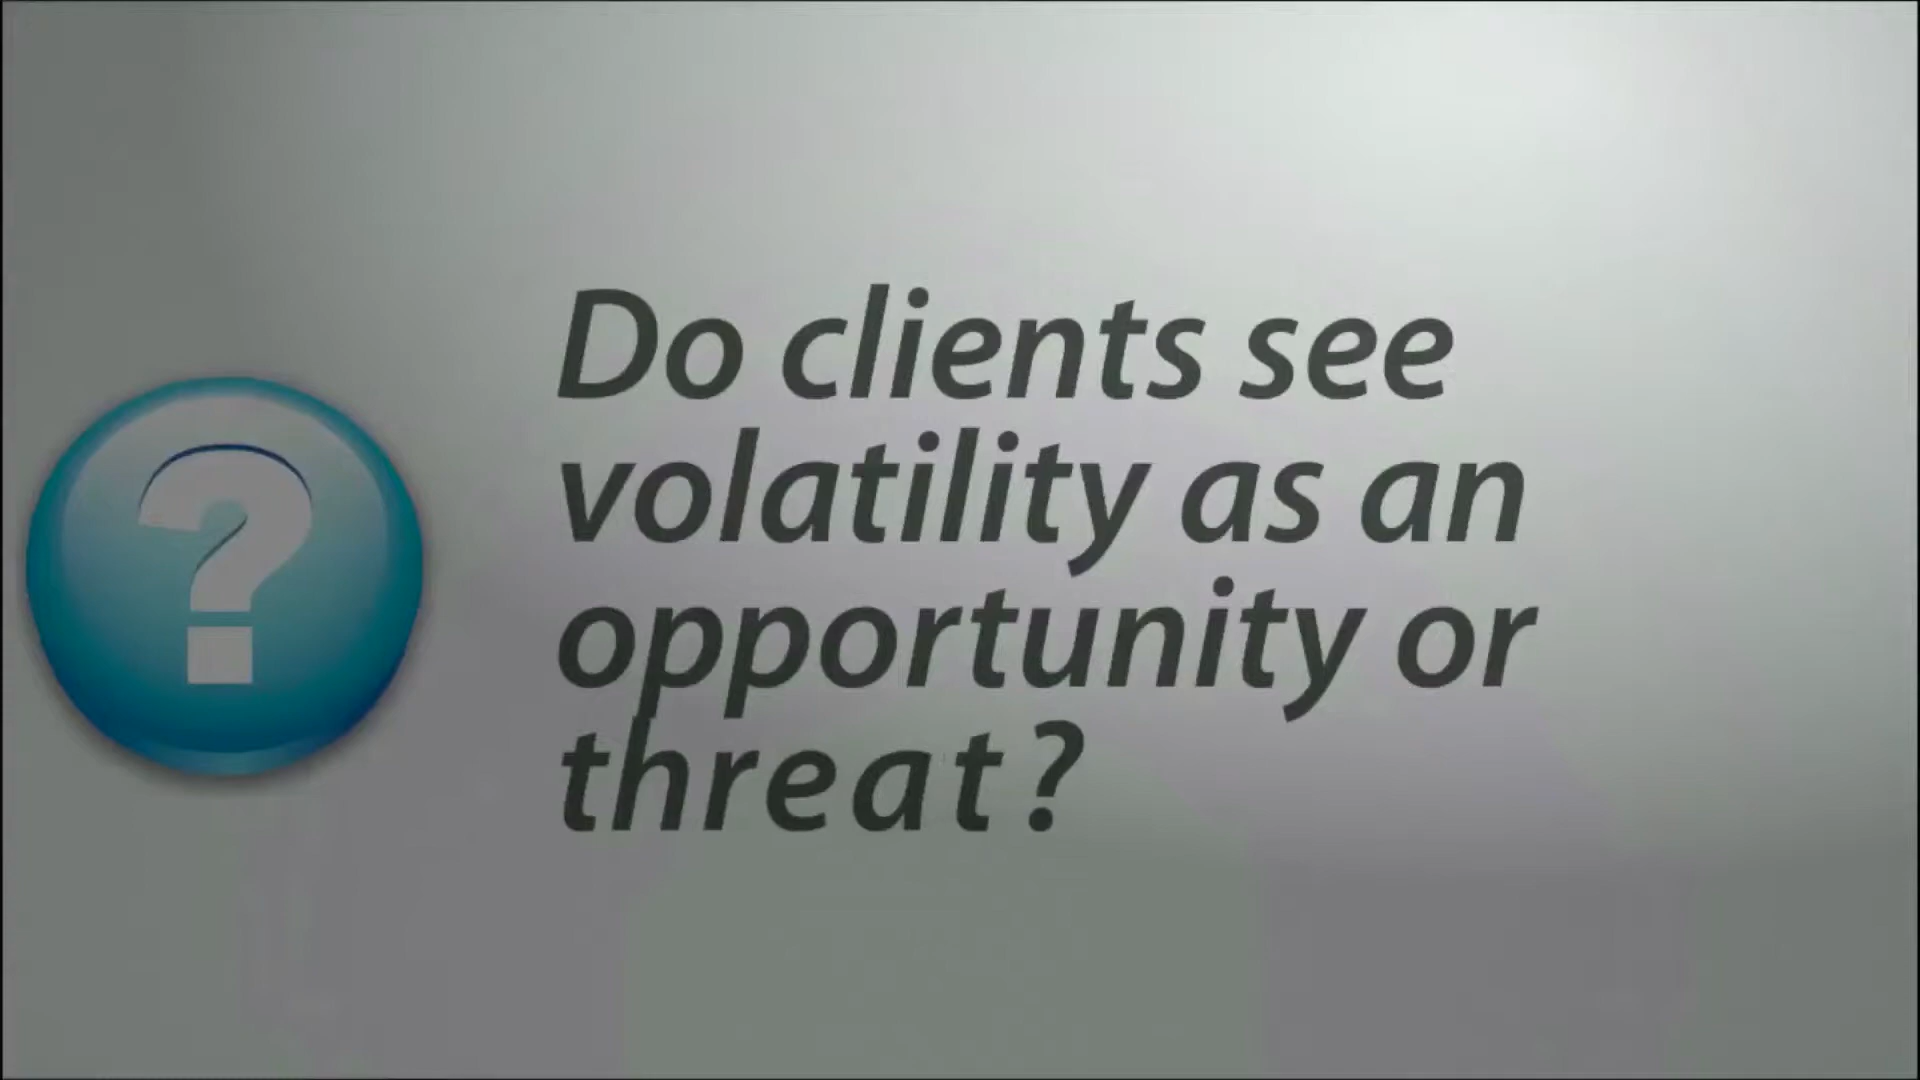 ?
Do clients see
volatility as an
opportunity or
threat?